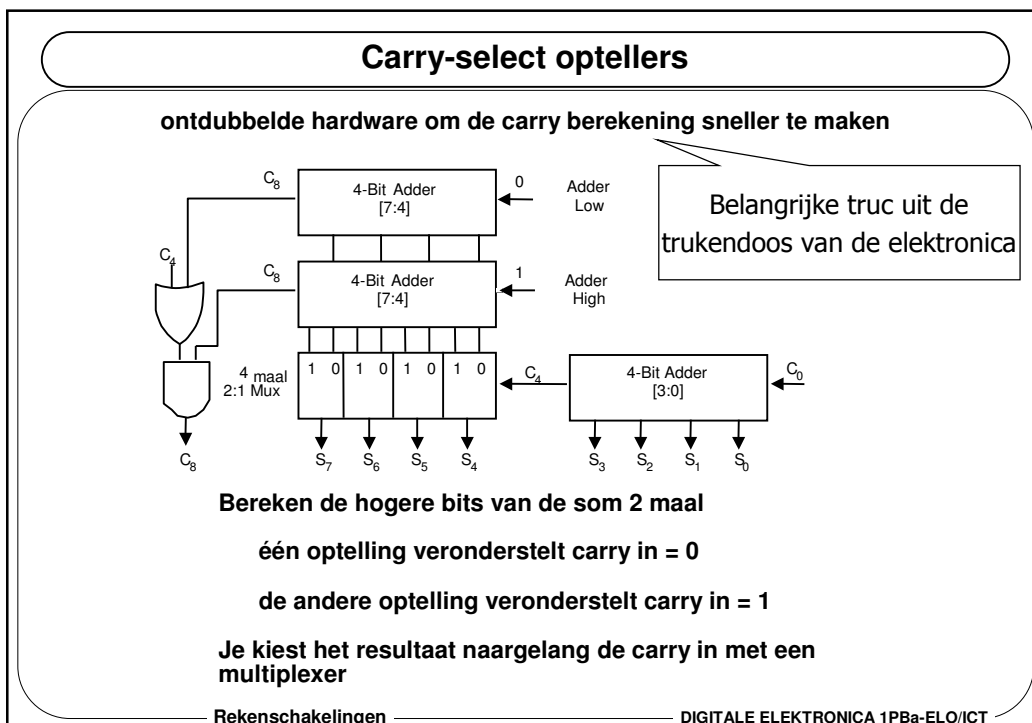 Carry-select optellers
ontdubbelde hardware om de carry berekening sneller te maken
Belangrijke truc uit de
trukendoos van de elektronica
C8
4-Bit Adder
[7:4]
0
Adder
Low
C4
C8
4-Bit Adder
[7:4]
1
Adder
High
4 maal
2:1 Mux
1 0 1 0 1 0 1 0
C4
4-Bit Adder
[3:0]
C0
C8
S7 S6 S5 S4
S3 S2 S1 S0
Bereken de hogere bits van de som 2 maal
één optelling veronderstelt carry in = 0
de andere optelling veronderstelt carry in = 1
Je kiest het resultaat naargelang de carry in met een
multiplexer
Rekenschakelingen
DIGITALE ELEKTRONICA 1PBa-ELO/ICT